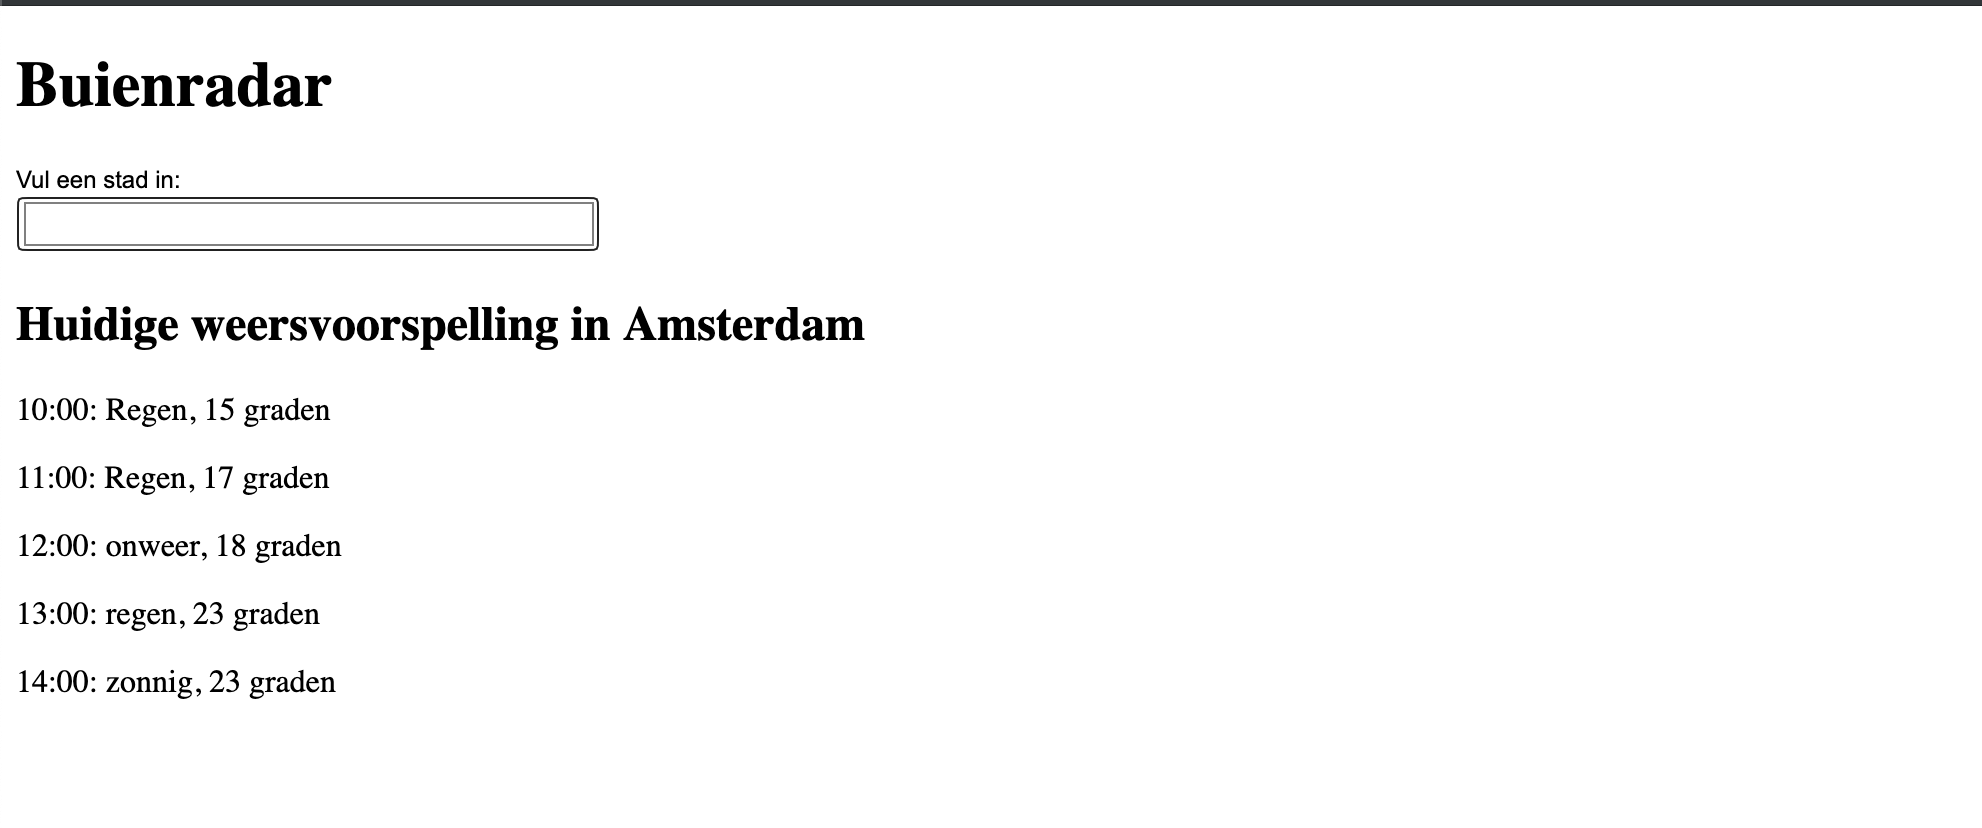 Buienradar
Vul een stad in:
Huidige weersvoorspelling in Amsterdam
10:00: Regen, 15 graden
11:00: Regen, 17 graden
12:00: onweer, 18 graden
13:00: regen, 23 graden
14:00: zonnig, 23 graden